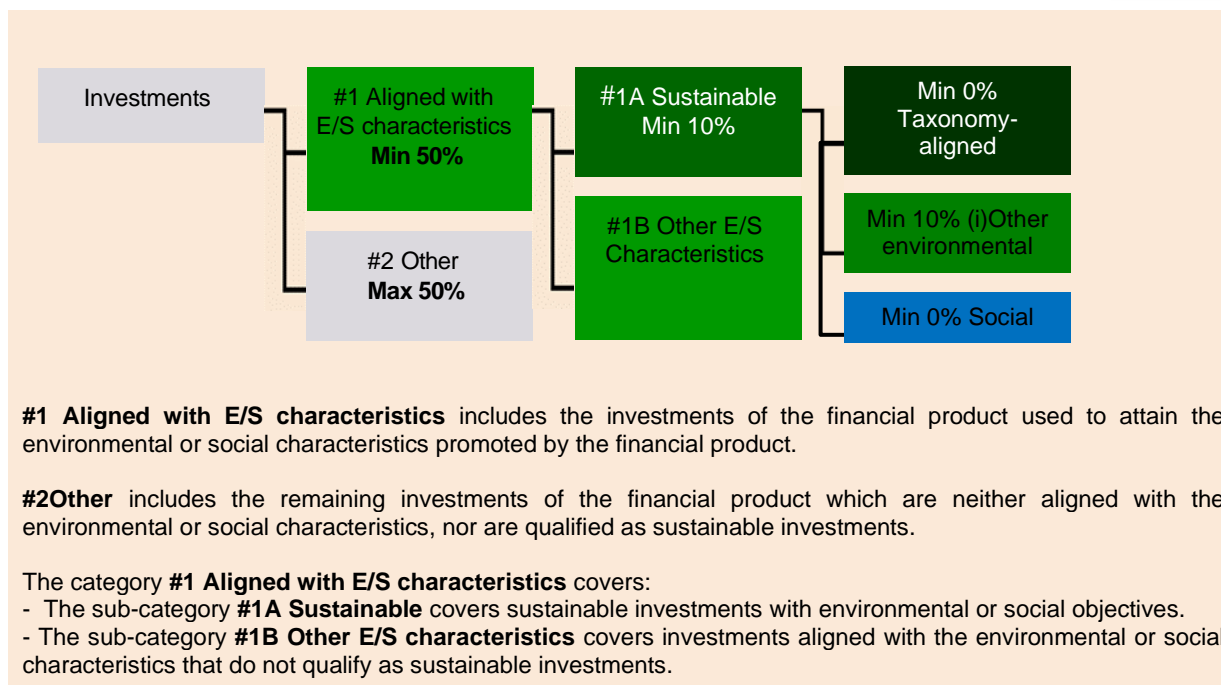 Investments
#1 Aligned with
E/S characteristics
Min 50%
#2 Other
Max 50%
#1A Sustainable
Min 10%
#1B Other E/S
Characteristics
Min 0%
Taxonomy-
aligned
Min 10% (i)Other
environmental
Min 0% Social
#1 Aligned with E/S characteristics includes the investments of the financial product used to attain the
environmental or social characteristics promoted by the financial product.
#2Other includes the remaining investments of the financial product which are neither aligned with the
environmental or social characteristics, nor are qualified as sustainable investments.
The category #1 Aligned with E/S characteristics covers:
- The sub-category #1A Sustainable covers sustainable investments with environmental or social objectives.
- The sub-category #1B Other E/S characteristics covers investments aligned with the environmental or social
characteristics that do not qualify as sustainable investments.